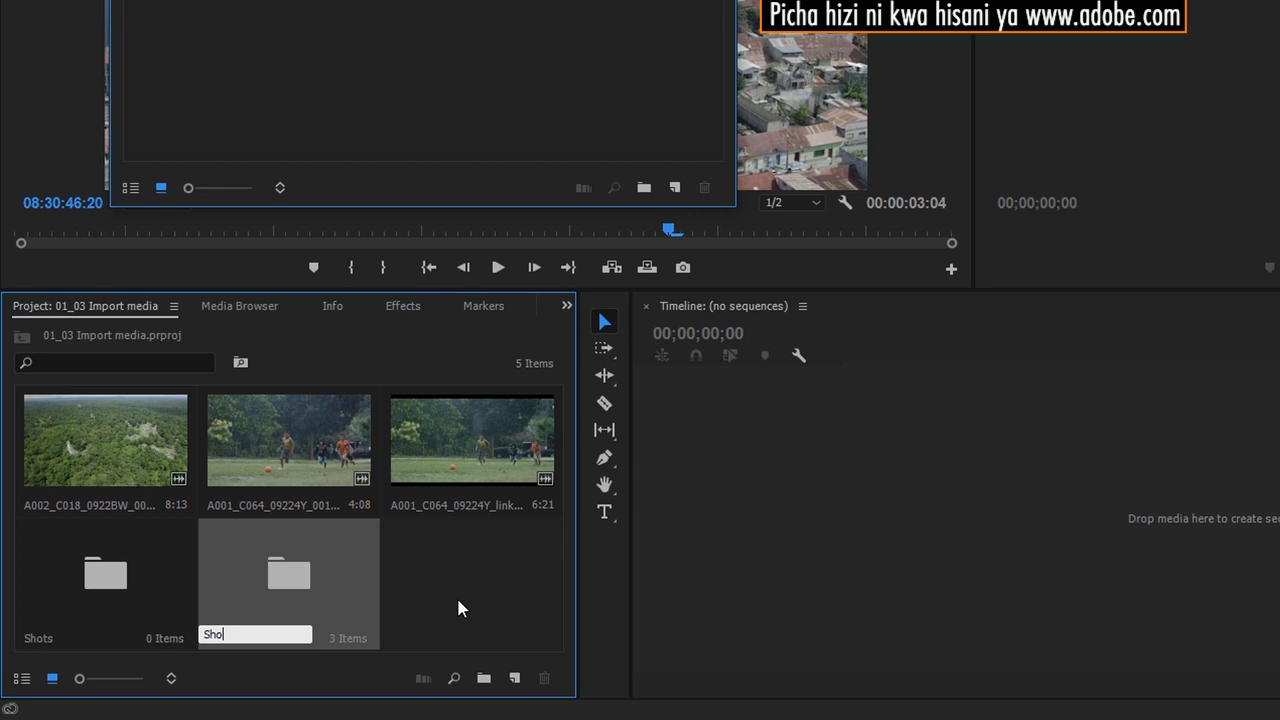 Picha hizi ni kwa hisani ya www.adobe.com
08:30:46:20
1/2
00:00:03:04
00;00;00;00
Project: 01_03 Import media
Media Browser
Info
Effects
Markers
01_03 Import media.prproj
5 Items
A002_C018_0922BW_00... 8:13
A001_C064_09224Y_001... 4:08
A001_C064_09224Y_link... 6:21
Shots 0 Items
Sho 3 Items
Timeline: (no sequences)
00;00;00;00
Drop media here to create se